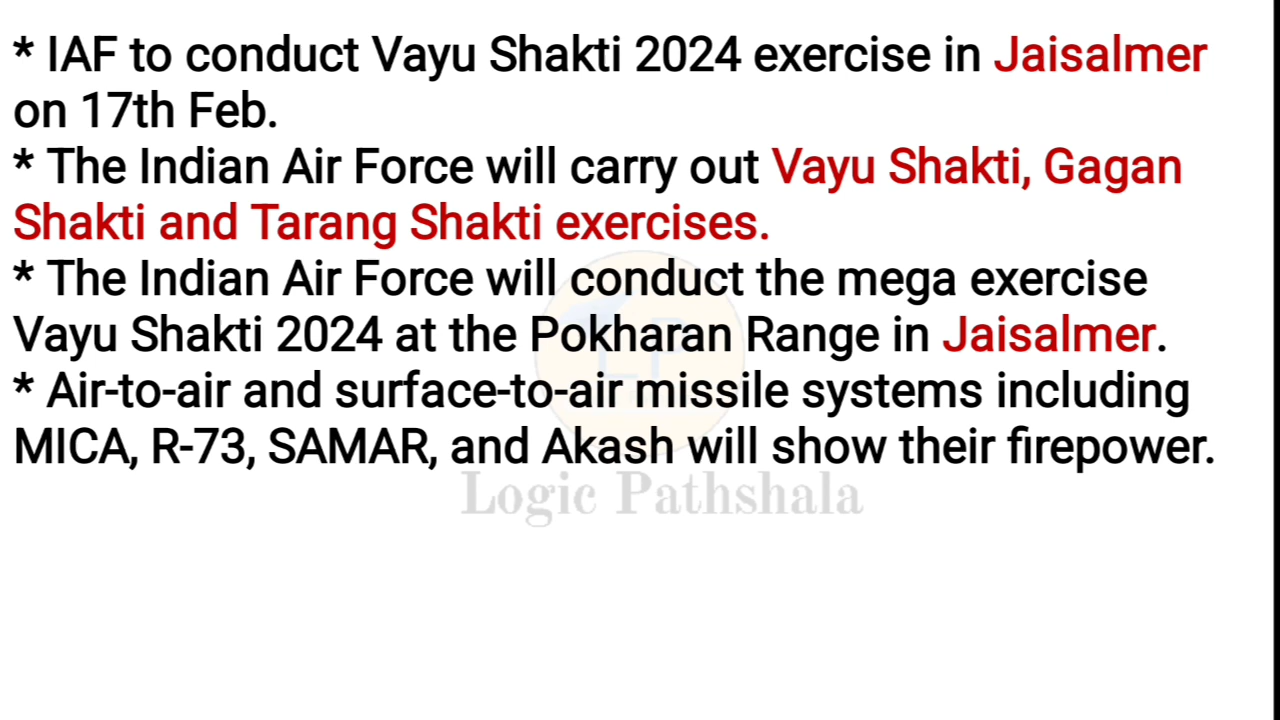 * IAF to conduct Vayu Shakti 2024 exercise in Jaisalmer
on 17th Feb.
* The Indian Air Force will carry out Vayu Shakti, Gagan
Shakti and Tarang Shakti exercises.
* The Indian Air Force will conduct the mega exercise
Vayu Shakti 2024 at the Pokharan Range in Jaisalmer.
* Air-to-air and surface-to-air missile systems including
MICA, R-73, SAMAR, and Akash will show their firepower.
Logic Pathshala